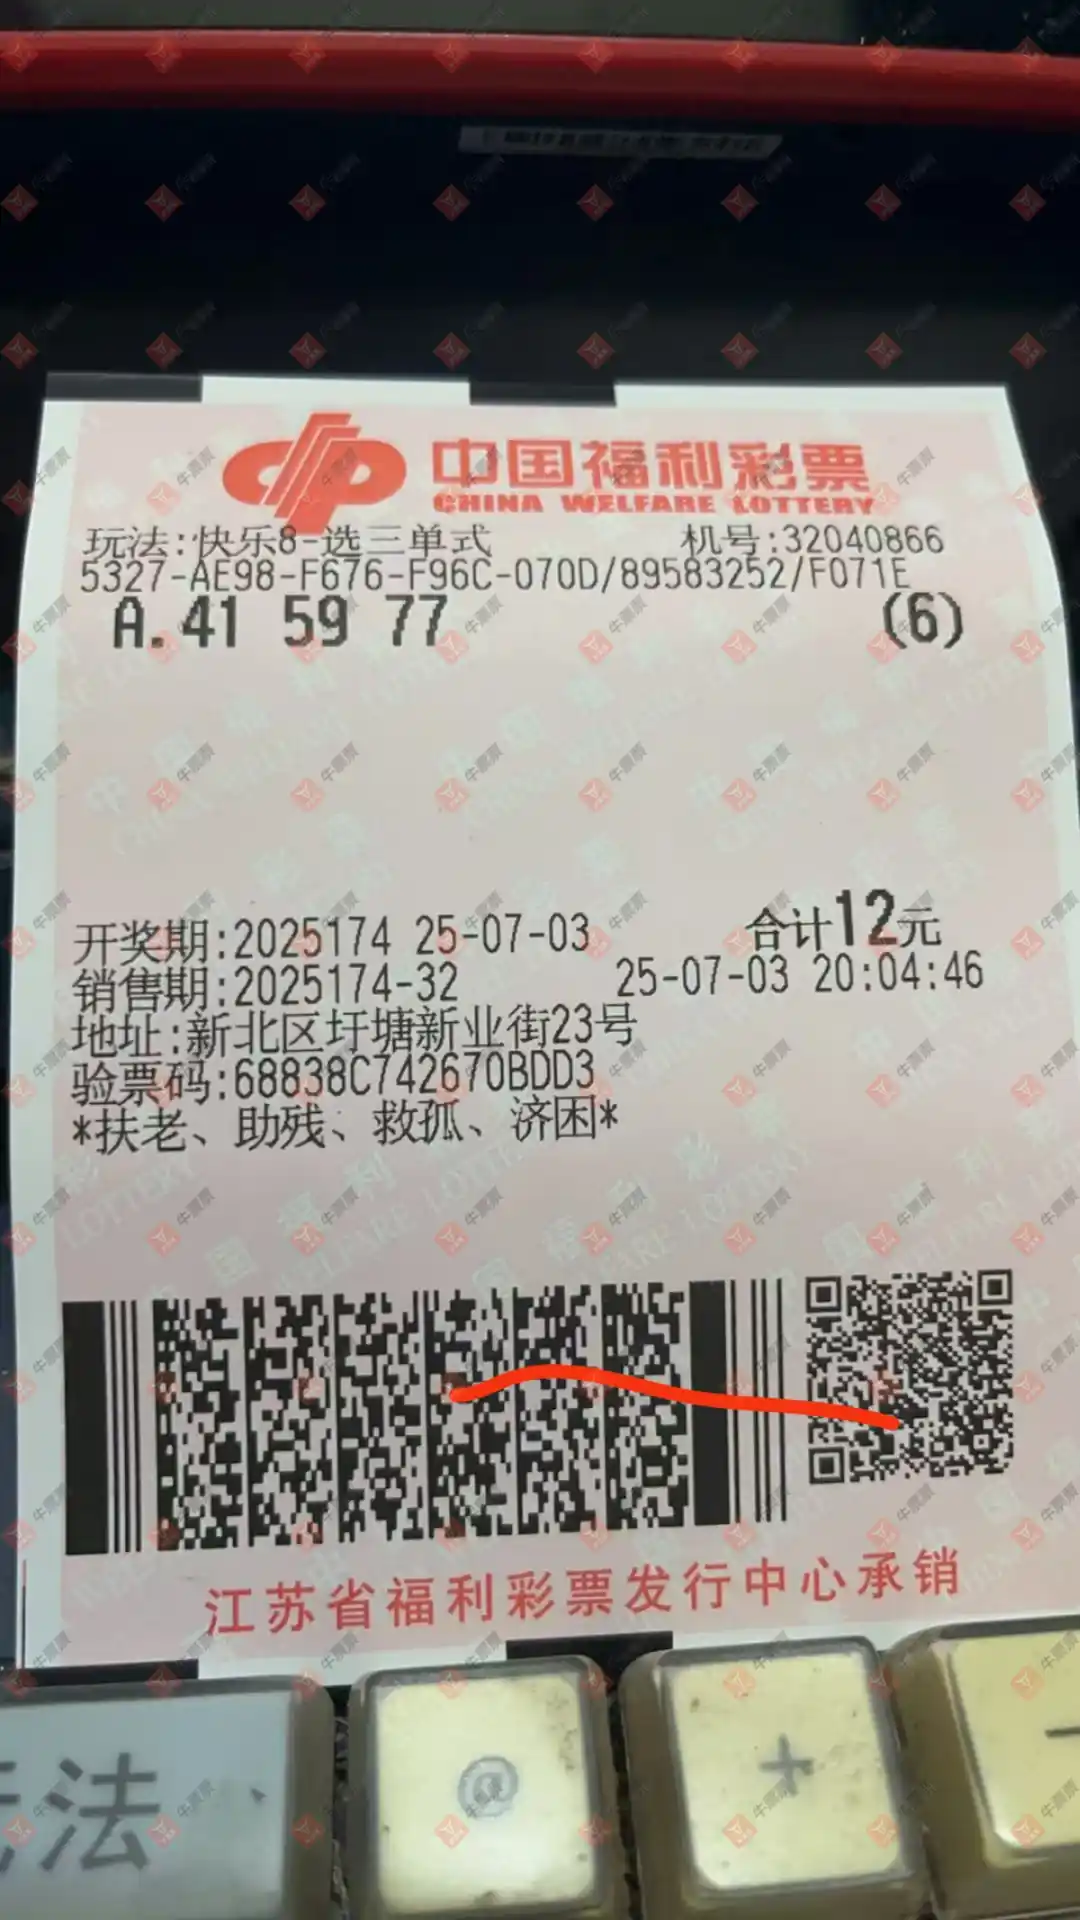 中国福利彩票
CHINA WELFARE LOTTERY
玩法:快乐8-选三单式 机号:32040866
5327-AE98-F676-F96C-070D/89583252/F071E
A.41 59 77 (6)
开奖期:2025174 25-07-03 合计12元
销售期:2025174-32 25-07-03 20:04:46
地址:新北区圩塘新业街23号
验票码:68838C742670BDD3
*扶老、助残、救孤、济困*
江苏省福利彩票发行中心承销
法 @ + -
牛票票